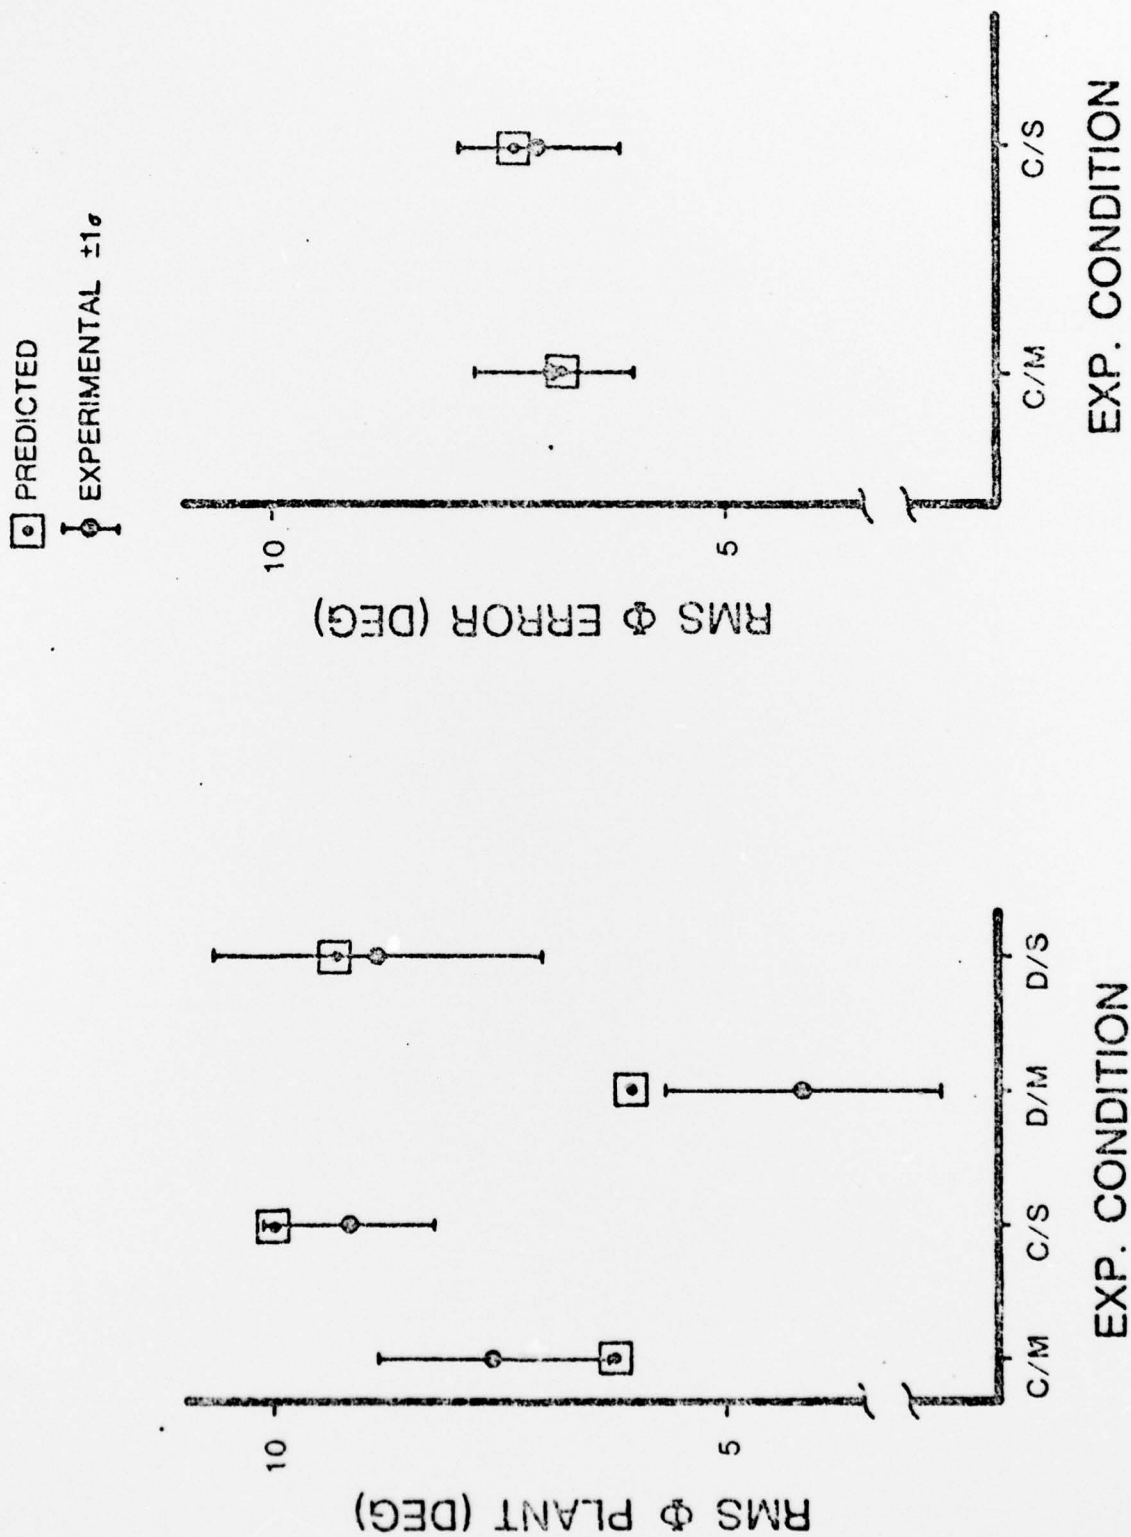 PREDICTED
EXPERIMENTAL ±1σ
RMS Φ PLANT (DEG)
10
5
C/M C/S D/M D/S
EXP. CONDITION
RMS Φ ERROR (DEG)
10
5
C/M C/S
EXP. CONDITION